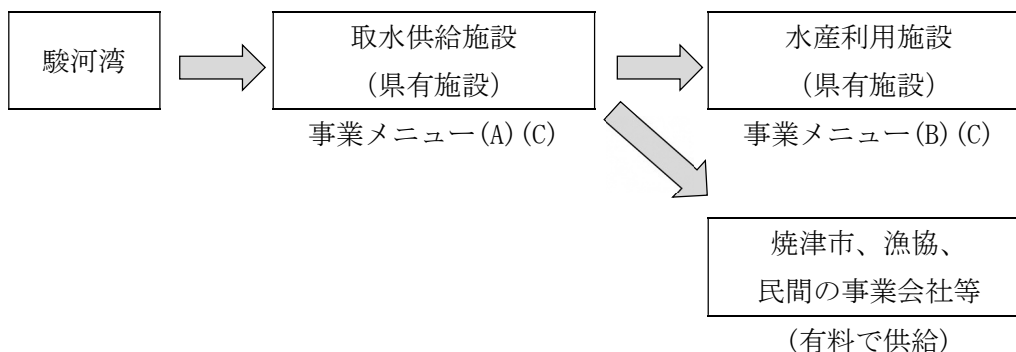 駿河湾
取水供給施設
(県有施設)
事業メニュー(A)(C)
水産利用施設
(県有施設)
事業メニュー(B)(C)
焼津市、漁協、
民間の事業会社等
(有料で供給)